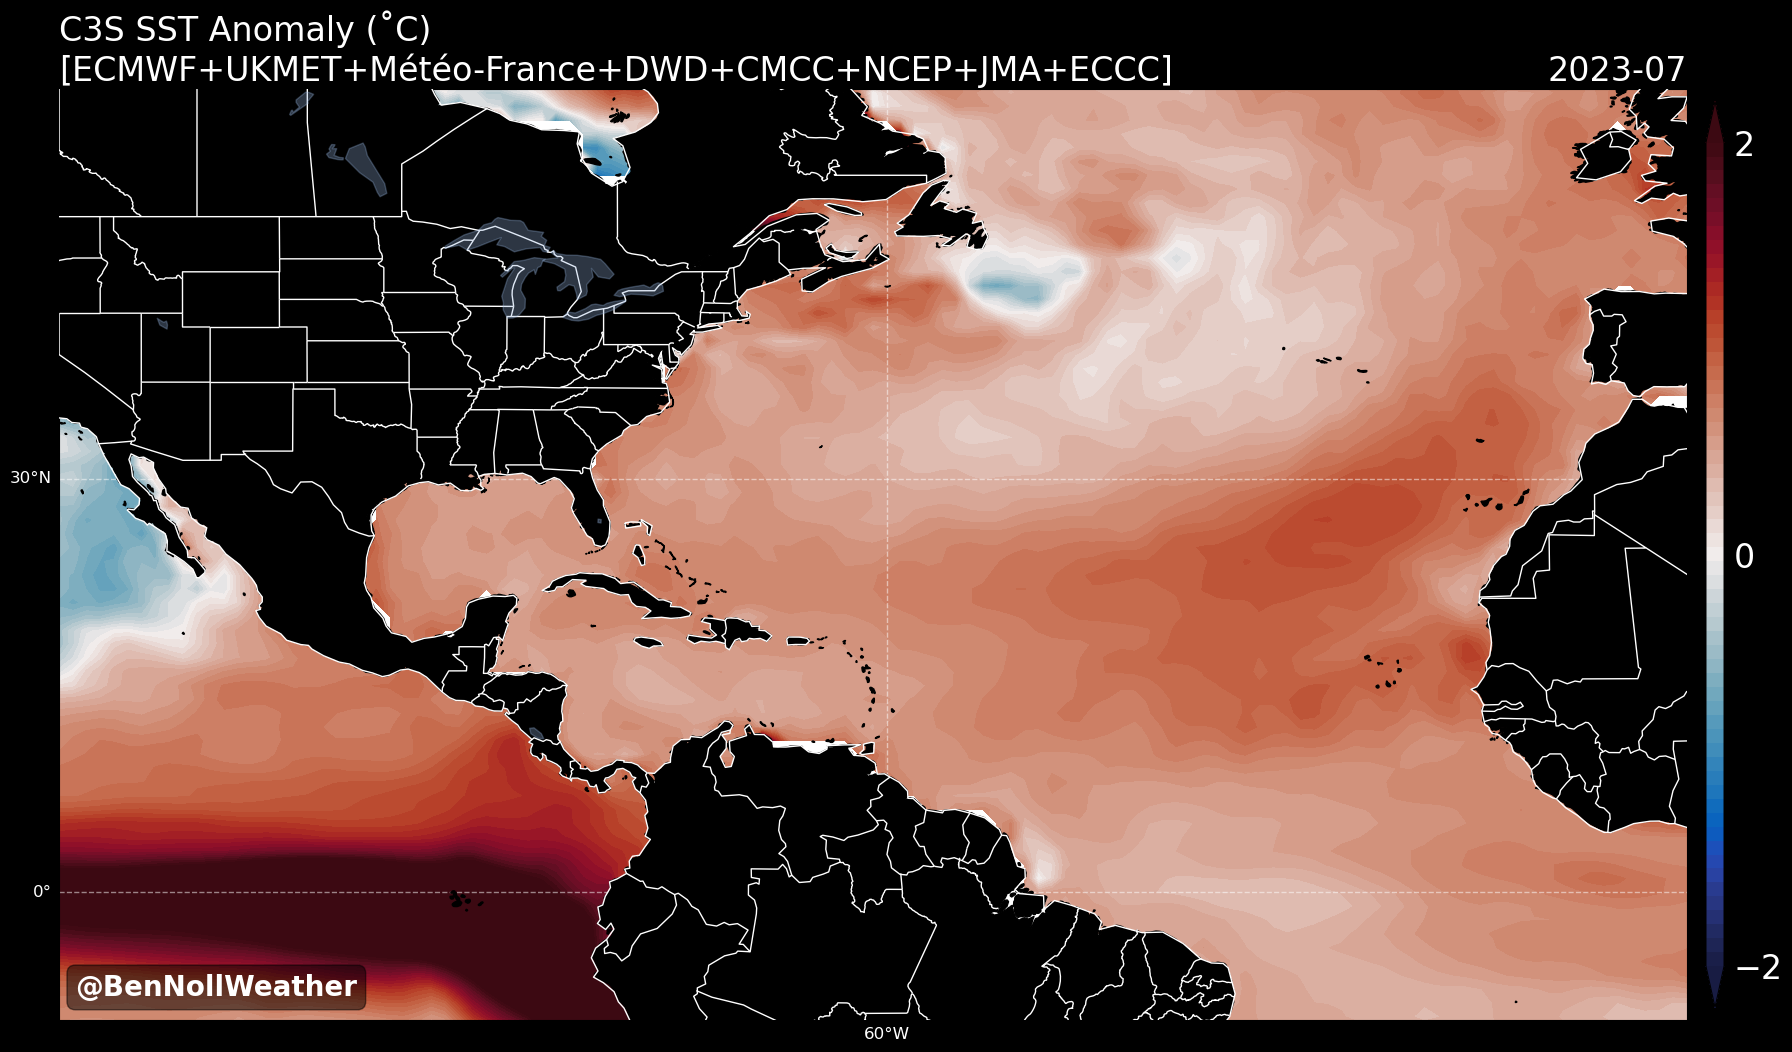 C3S SST Anomaly (˚C)
[ECMWF+UKMET+Météo-France+DWD+CMCC+NCEP+JMA+ECCC]
2023-07
2
0
−2
30°N
0°
60°W
@BenNollWeather